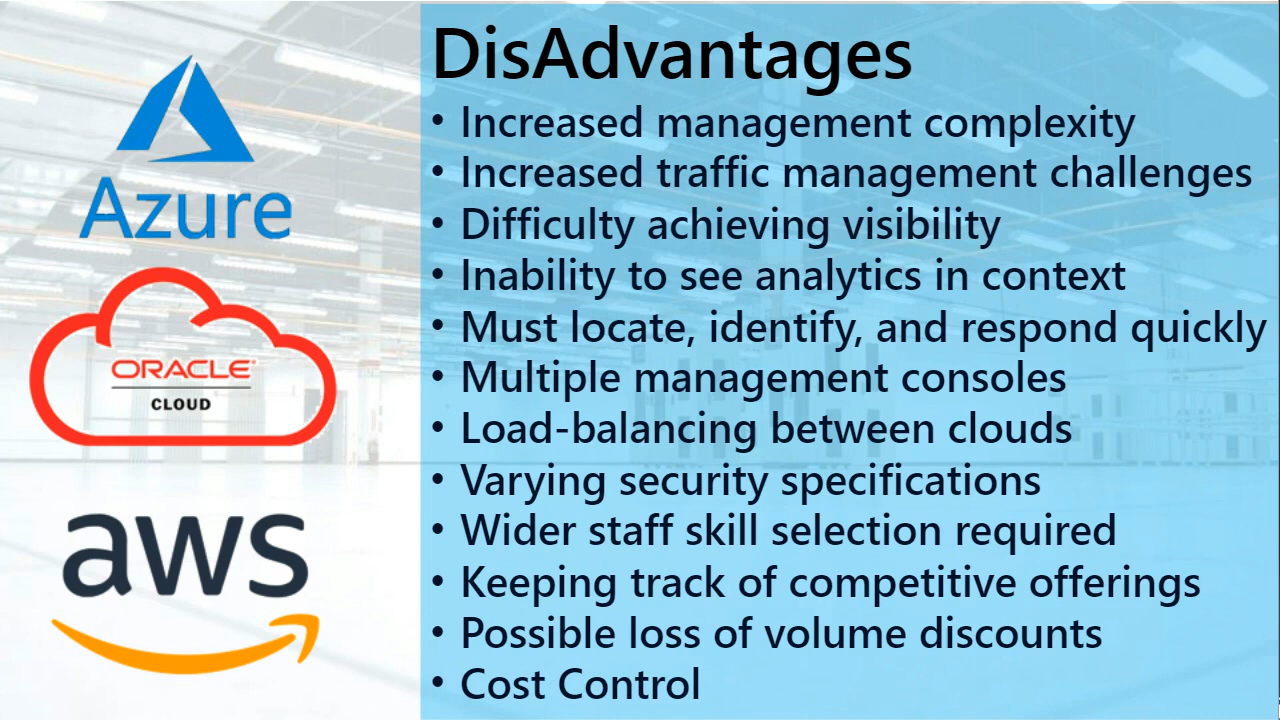 Azure
ORACLE
CLOUD
aws
DisAdvantages
• Increased management complexity
• Increased traffic management challenges
• Difficulty achieving visibility
• Inability to see analytics in context
• Must locate, identify, and respond quickly
• Multiple management consoles
• Load-balancing between clouds
• Varying security specifications
• Wider staff skill selection required
• Keeping track of competitive offerings
• Possible loss of volume discounts
• Cost Control